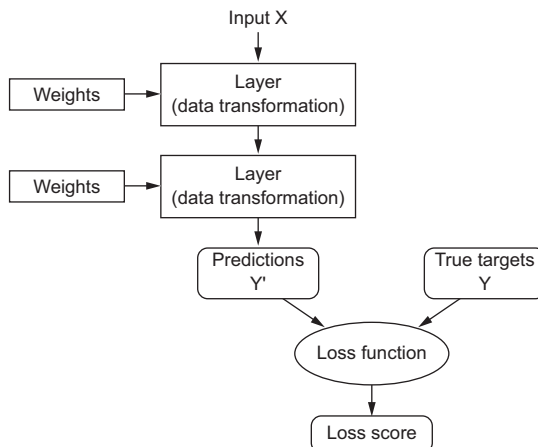 Input X
Layer
(data transformation)
Weights
Layer
(data transformation)
Weights
Predictions
Y'
True targets
Y
Loss function
Loss score